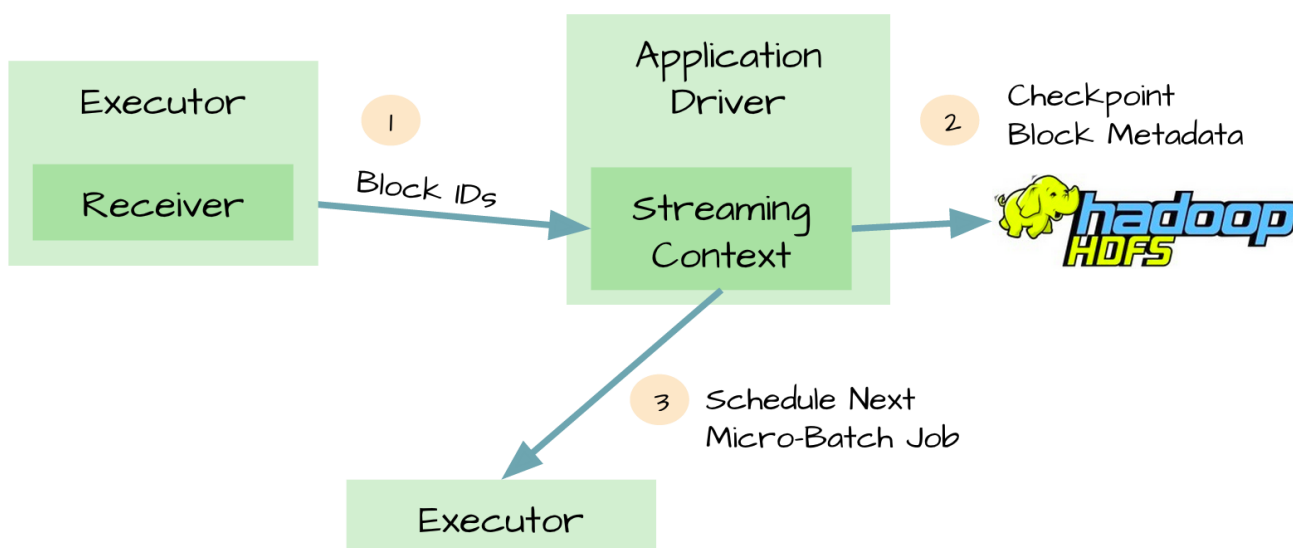 Executor
Receiver
1
Block IDs
Application
Driver
Streaming
Context
2
Checkpoint
Block Metadata
hadoop
HDFS
3
Schedule Next
Micro-Batch Job
Executor